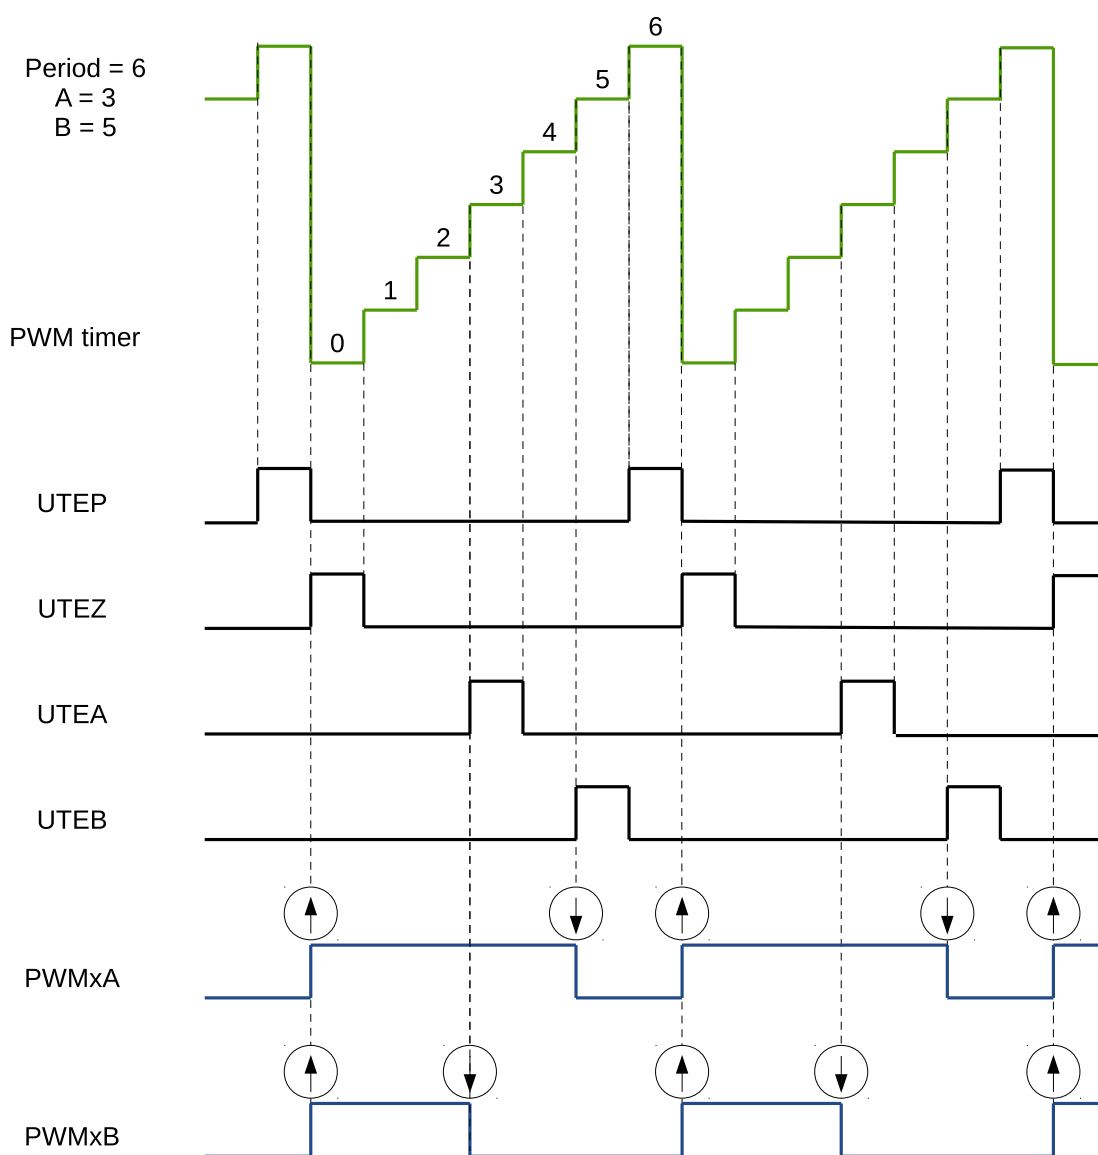 6
Period = 6
A = 3
B = 5
5
4
3
2
1
0
PWM timer
UTEP
UTEZ
UTEA
UTEB
PWMxA
PWMxB